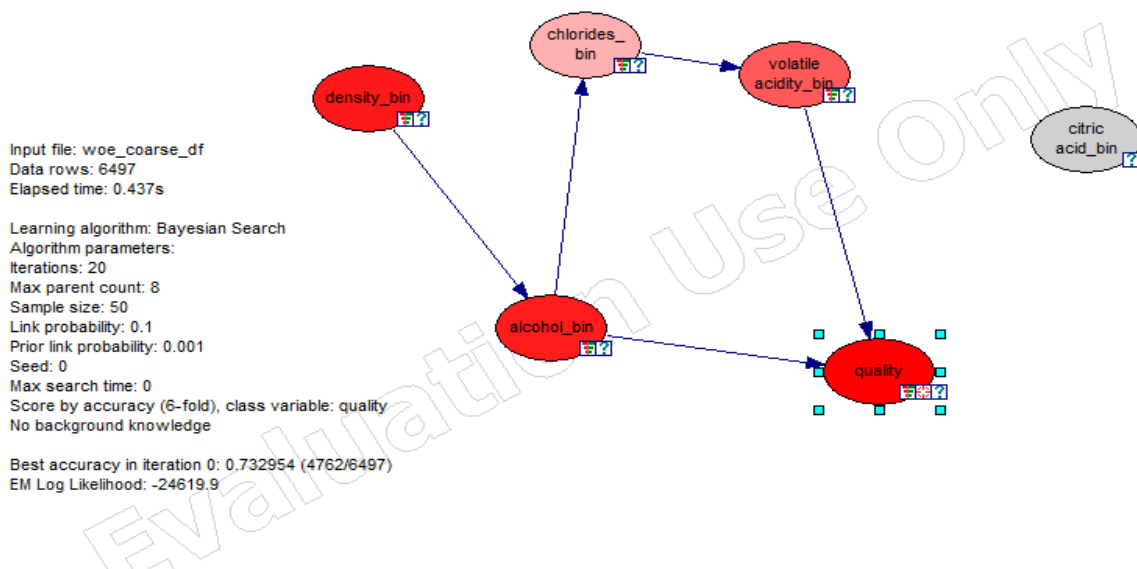 chlorides_
bin
volatile
acidity_bin
density_bin
citric
acid_bin
Input file: woe_coarse_df
Data rows: 6497
Elapsed time: 0.437s
Learning algorithm: Bayesian Search
Algorithm parameters:
Iterations: 20
Max parent count: 8
Sample size: 50
Link probability: 0.1
Prior link probability: 0.001
Seed: 0
Max search time: 0
Score by accuracy (6-fold), class variable: quality
No background knowledge
Best accuracy in iteration 0: 0.732954 (4762/6497)
EM Log Likelihood: -24619.9
alcohol_bin
quality
Evaluation Use Only